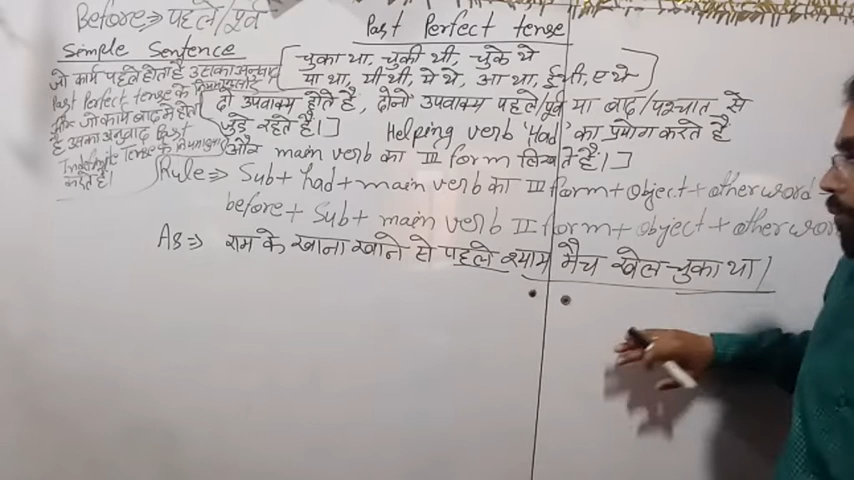 Before ⇒ पहले/पूर्व
Past Perfect tense
Simple Sentence
चुका था, चुकी थी, चुके थे
या था, यी थी, ये थे, आ था, ई थी, ए थे
जो कार्य पहले होता है उसका अनुवाद
Past Perfect tense के नियमानुसार
और जो कार्य बाद मे होता
है उसका अनुवाद Past
Indefinite Tense के नियमानुसार
करते है।
दो उपवाक्य होते है, दोनो उपवाक्य पहले/पूर्व या बाद/पश्चात से
जुड़े रहते है।] Helping verb 'Had' का प्रयोग करते है
और main verb का III form लिखते है।]
Rule ⇒ Sub + had + main verb का III form + object + other word
before + Sub + main verb II form + object + other word
As ⇒ राम के खाना खाने से पहले श्याम मैच खेल चुका था।